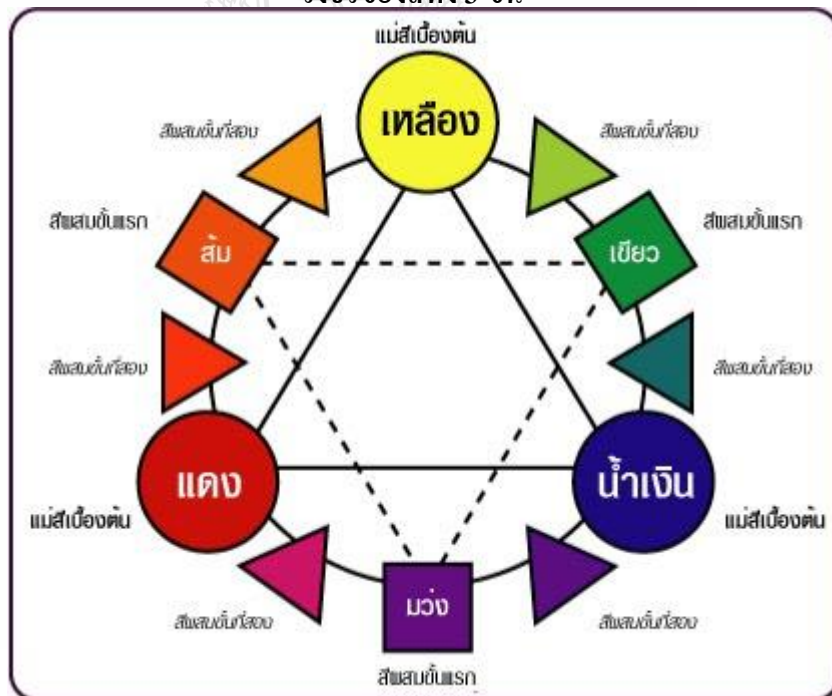 แม่สีเบื้องต้น
เหลือง
สีผสมขั้นที่สอง
สีผสมขั้นที่สอง
สีผสมขั้นแรก
สีผสมขั้นแรก
ส้ม
เขียว
สีผสมขั้นที่สอง
สีผสมขั้นที่สอง
แดง
น้ำเงิน
แม่สีเบื้องต้น
แม่สีเบื้องต้น
ม่วง
สีผสมขั้นที่สอง
สีผสมขั้นที่สอง
สีผสมขั้นแรก